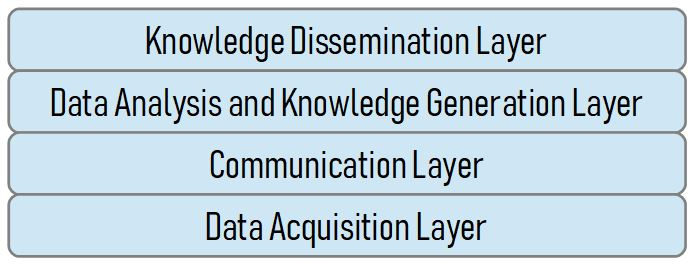 Knowledge Dissemination Layer
Data Analysis and Knowledge Generation Layer
Communication Layer
Data Acquisition Layer